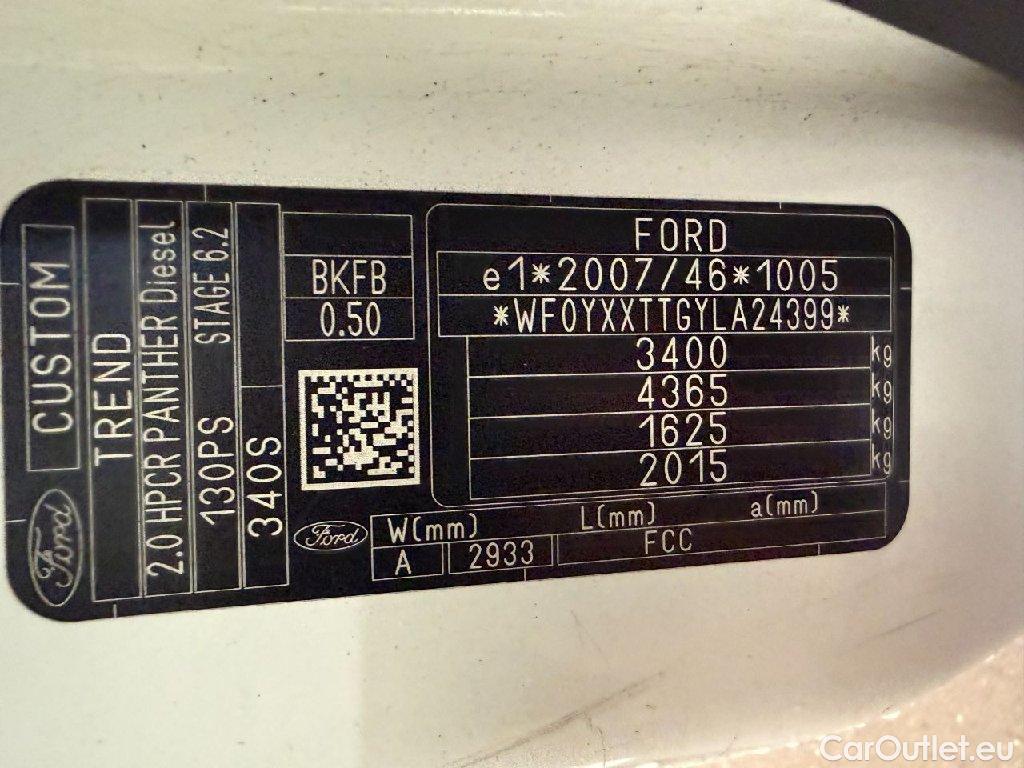 Ford
CUSTOM
TREND
2.0 HPCR PANTHER Diesel
130PS STAGE 6.2
340S
BKFB
0.50
FORD
e1*2007/46*1005
*WF0YXXTTGYLA24399*
3400 kg
4365
1625 kg
2015 kg
Ford
W(mm) L(mm) a(mm)
A 2933 FCC
CarOutlet.eu